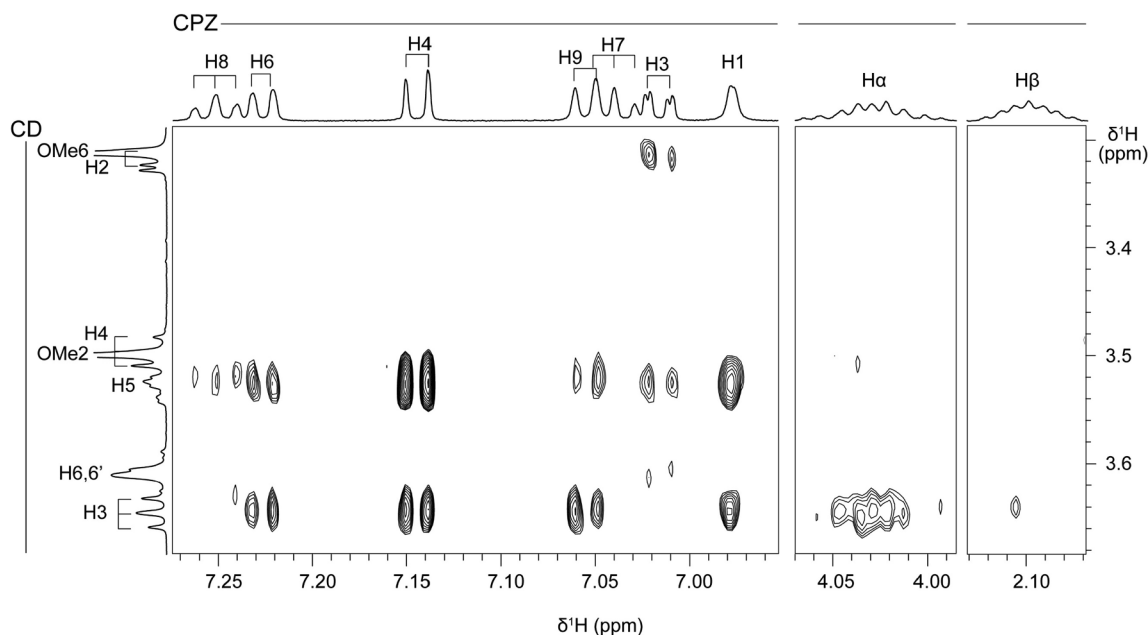 CPZ
H8 H6 H4 H9 H7 H3 H1 Hα Hβ
CD
OMe6
H2
H4
OMe2
H5
H6,6’
H3
δ¹H
(ppm)
3.4
3.5
3.6
7.25 7.20 7.15 7.10 7.05 7.00 4.05 4.00 2.10
δ¹H (ppm)